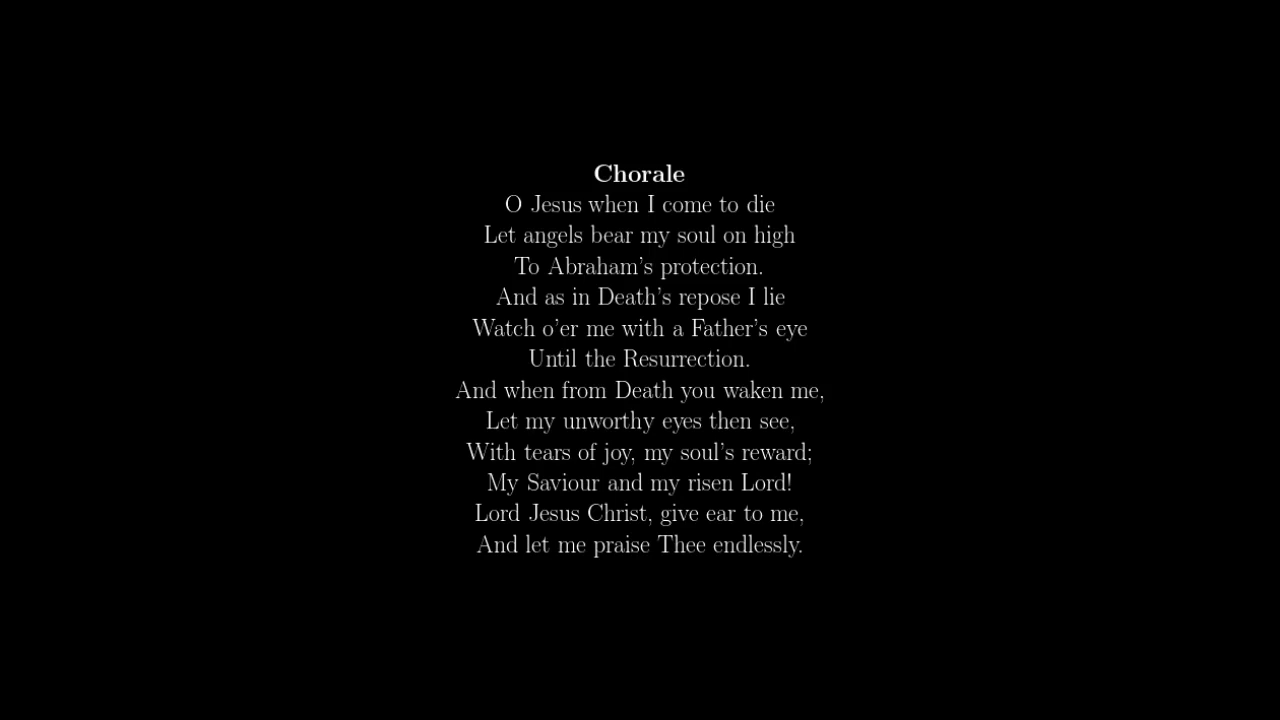 Chorale
O Jesus when I come to die
Let angels bear my soul on high
To Abraham's protection.
And as in Death's repose I lie
Watch o'er me with a Father's eye
Until the Resurrection.
And when from Death you waken me,
Let my unworthy eyes then see,
With tears of joy, my soul's reward;
My Saviour and my risen Lord!
Lord Jesus Christ, give ear to me,
And let me praise Thee endlessly.